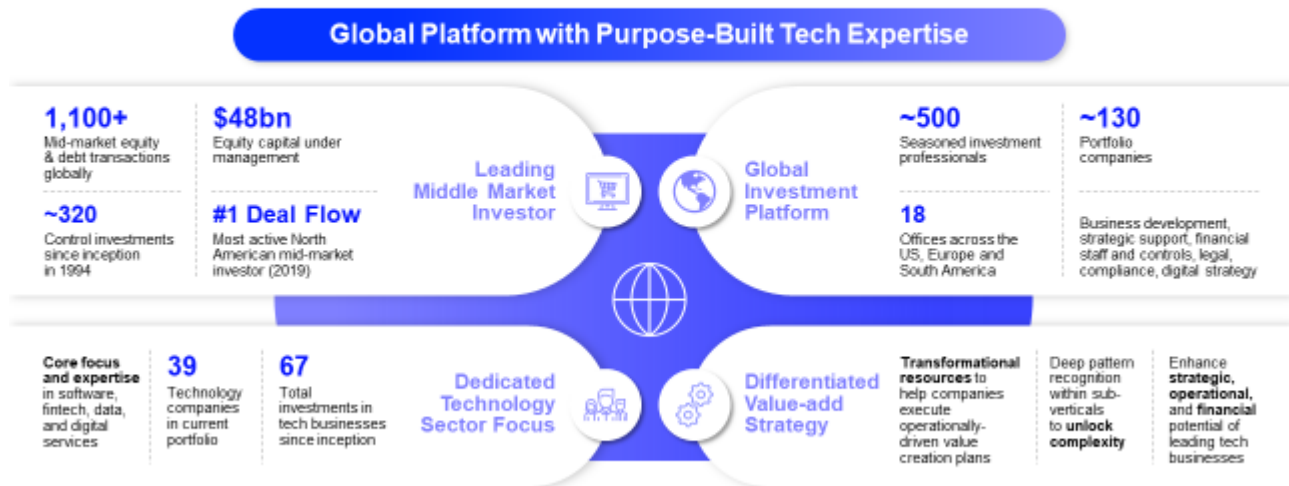 Global Platform with Purpose-Built Tech Expertise
1,100+
Mid-market equity
& debt transactions
globally
$48bn
Equity capital under
management
~320
Control investments
since inception
in 1994
#1 Deal Flow
Most active North
American mid-market
investor (2019)
Leading
Middle Market
Investor
Global
Investment
Platform
~500
Seasoned investment
professionals
~130
Portfolio
companies
18
Offices across the
US, Europe and
South America
Business development,
strategic support, financial
staff and controls, legal,
compliance, digital strategy
Core focus
and expertise
in software,
fintech, data,
and digital
services
39
Technology
companies
in current
portfolio
67
Total
investments in
tech businesses
since inception
Dedicated
Technology
Sector Focus
Differentiated
Value-add
Strategy
Transformational
resources to
help companies
execute
operationally-
driven value
creation plans
Deep pattern
recognition
within sub-
verticals
to unlock
complexity
Enhance
strategic,
operational,
and financial
potential of
leading tech
businesses